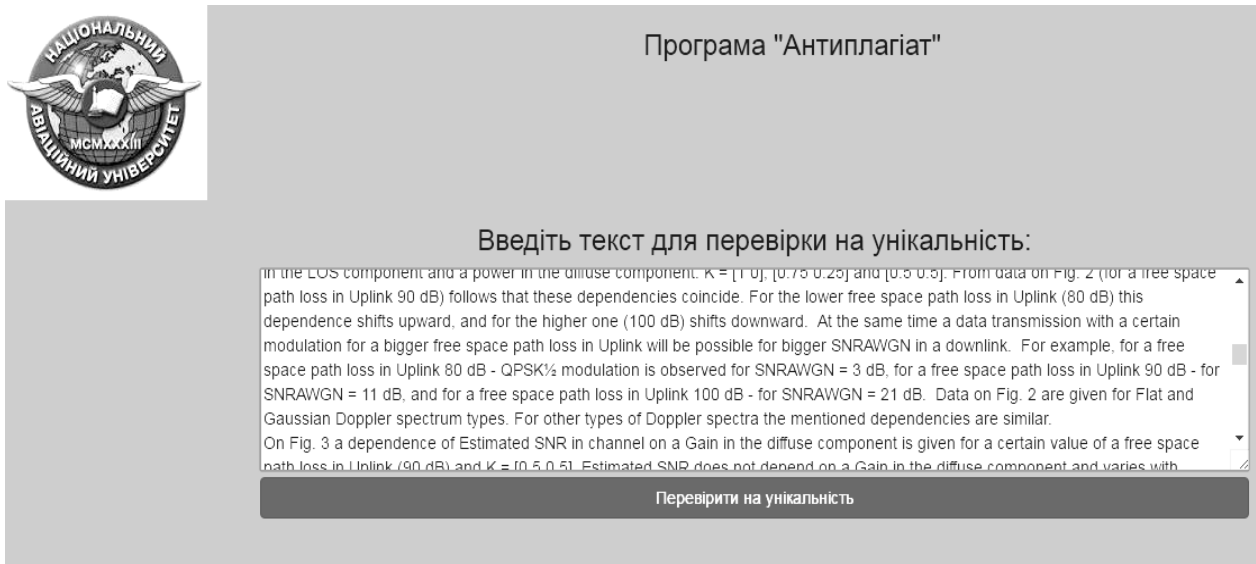 НАЦІОНАЛЬНИЙ
АВІАЦІЙНИЙ УНІВЕРСИТЕТ
MCMXXXIII
Програма "Антиплагіат"
Введіть текст для перевірки на унікальність:
in the LOS component and a power in the diffuse component. K = [1 0], [0.75 0.25] and [0.5 0.5]. From data on Fig. 2 (for a free space
path loss in Uplink 90 dB) follows that these dependencies coincide. For the lower free space path loss in Uplink (80 dB) this
dependence shifts upward, and for the higher one (100 dB) shifts downward.  At the same time a data transmission with a certain
modulation for a bigger free space path loss in Uplink will be possible for bigger SNRAWGN in a downlink.  For example, for a free
space path loss in Uplink 80 dB - QPSK½ modulation is observed for SNRAWGN = 3 dB, for a free space path loss in Uplink 90 dB - for
SNRAWGN = 11 dB, and for a free space path loss in Uplink 100 dB - for SNRAWGN = 21 dB.  Data on Fig. 2 are given for Flat and
Gaussian Doppler spectrum types. For other types of Doppler spectra the mentioned dependencies are similar.
On Fig. 3 a dependence of Estimated SNR in channel on a Gain in the diffuse component is given for a certain value of a free space
path loss in Uplink (90 dB) and K = [0.5 0.5]. Estimated SNR does not depend on a Gain in the diffuse component and varies with
Перевірити на унікальність